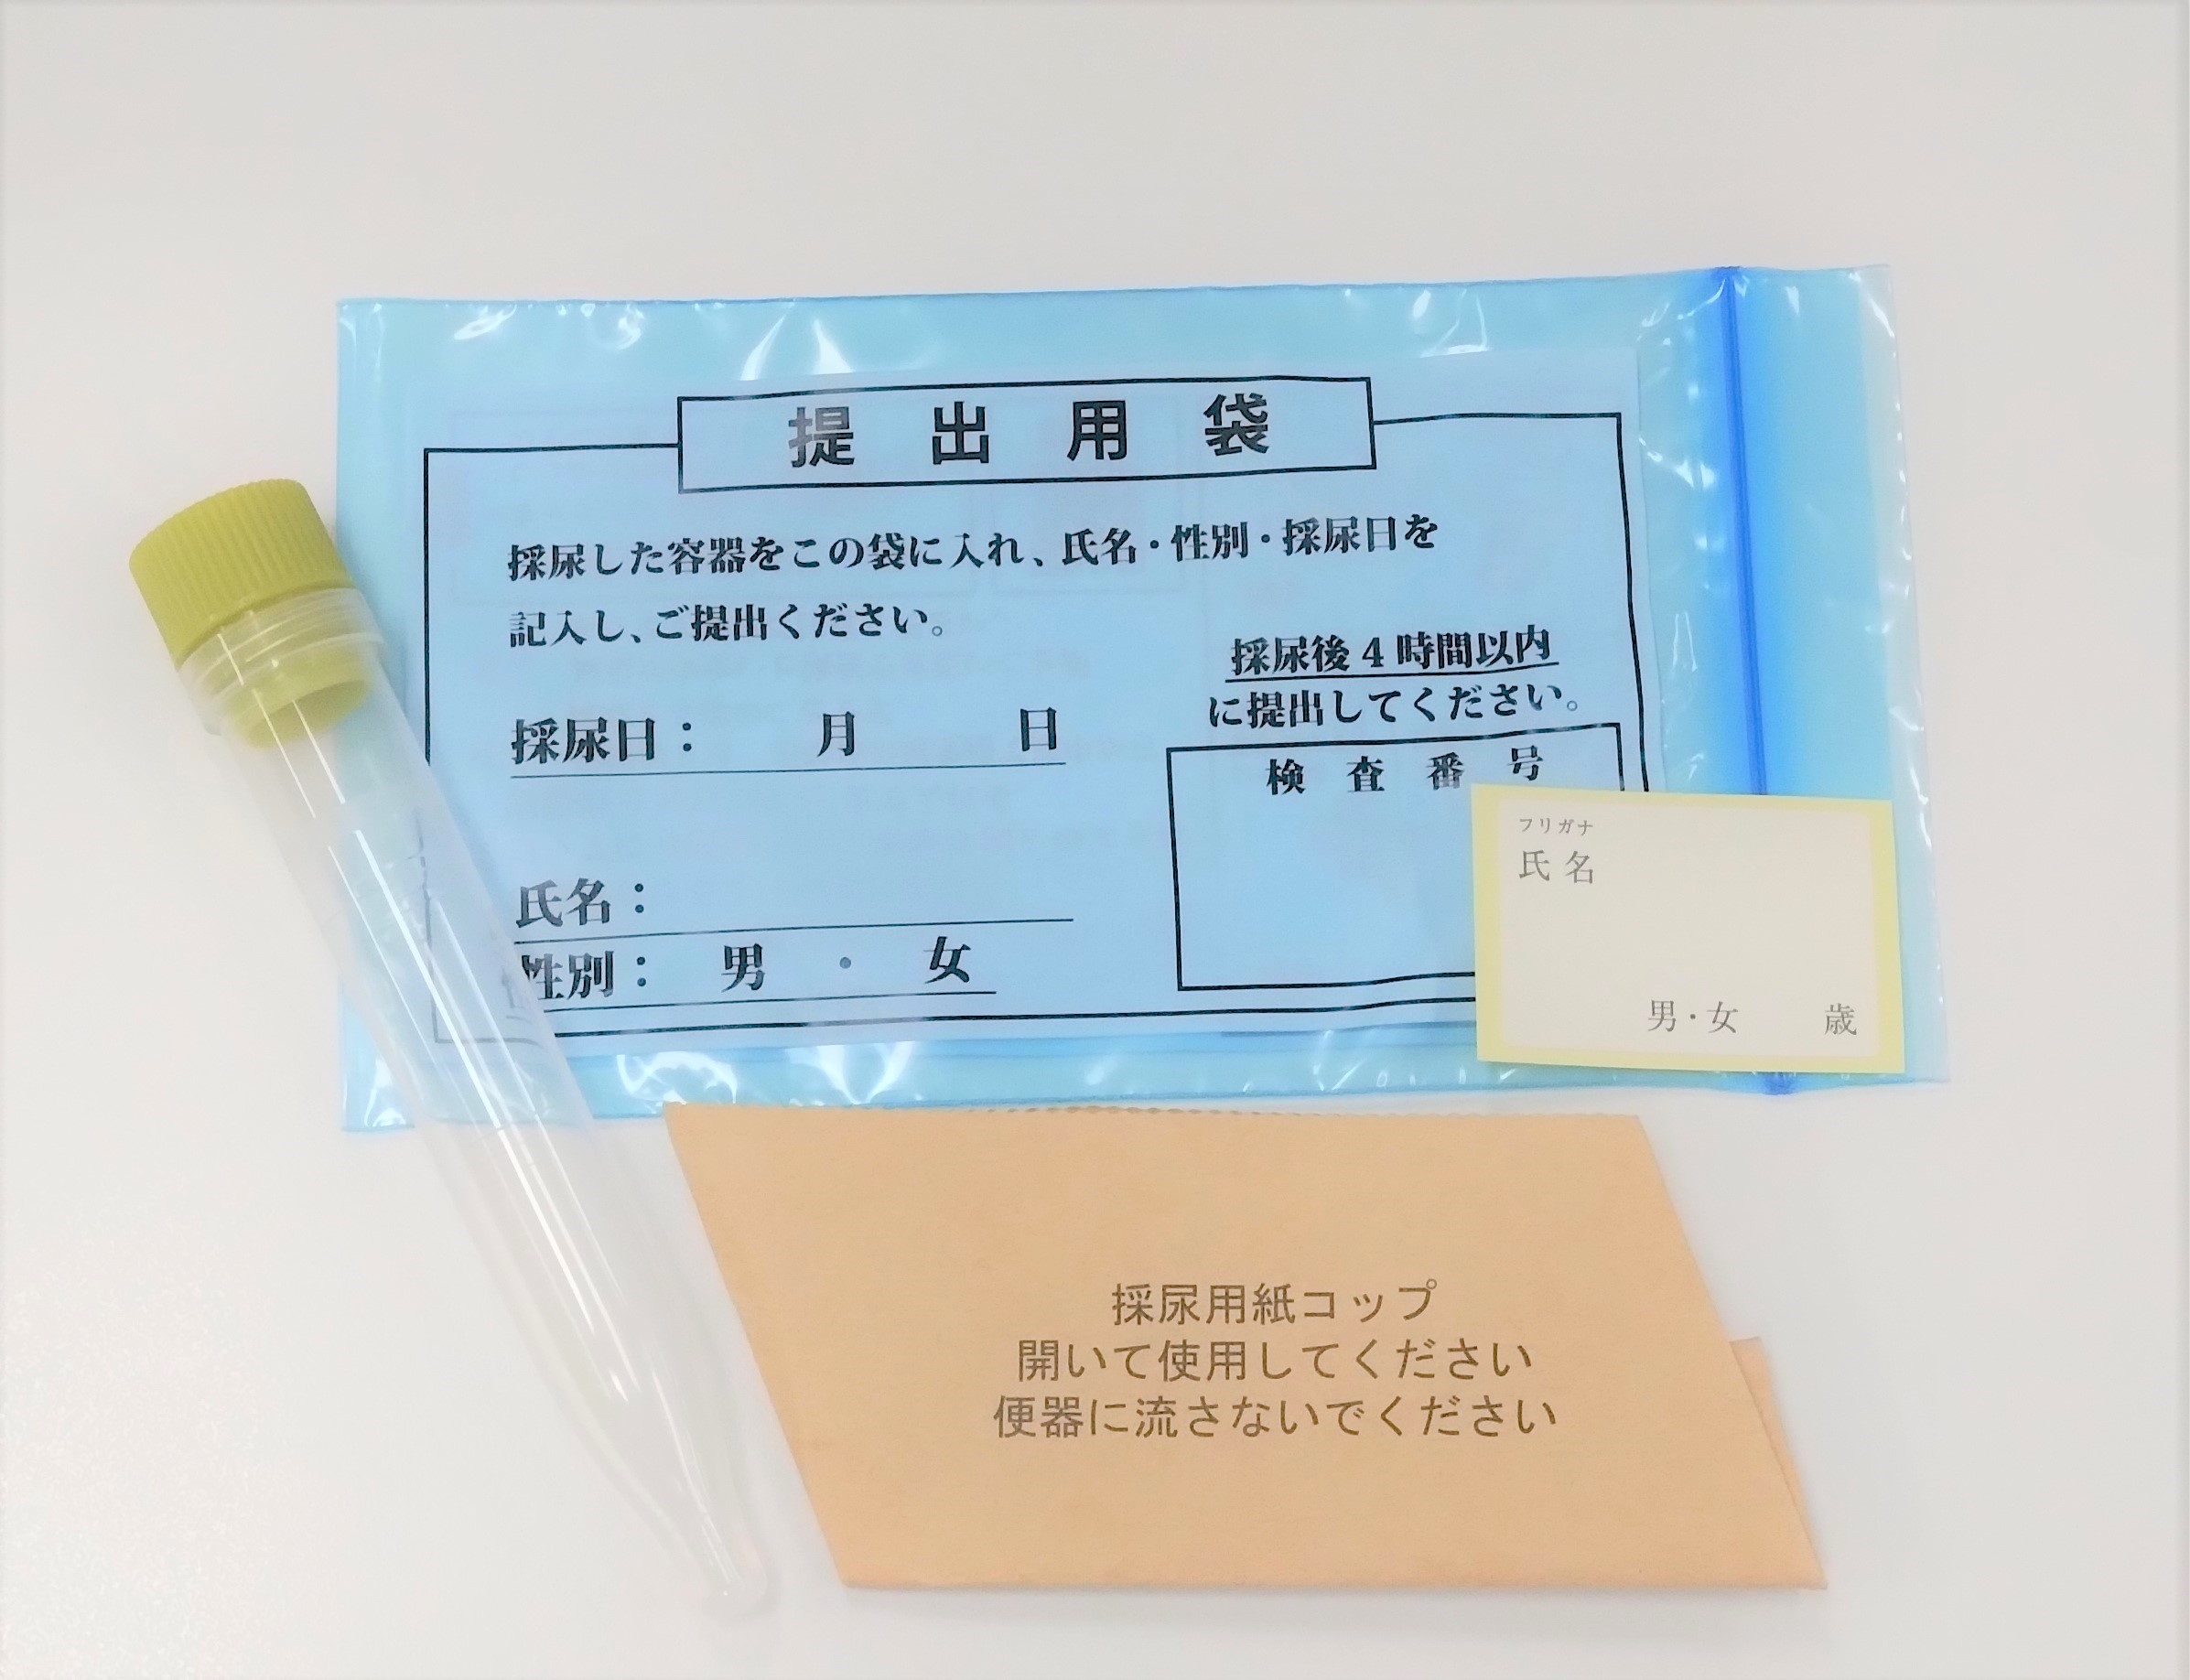 提出用袋
採尿した容器をこの袋に入れ、氏名・性別・採尿日を
記入し、ご提出ください。
採尿後4時間以内
に提出してください。
採尿日： 月 日
検査番号
氏名：
性別： 男 ・ 女
フリガナ
氏名
男・女 歳
採尿用紙コップ
開いて使用してください
便器に流さないでください